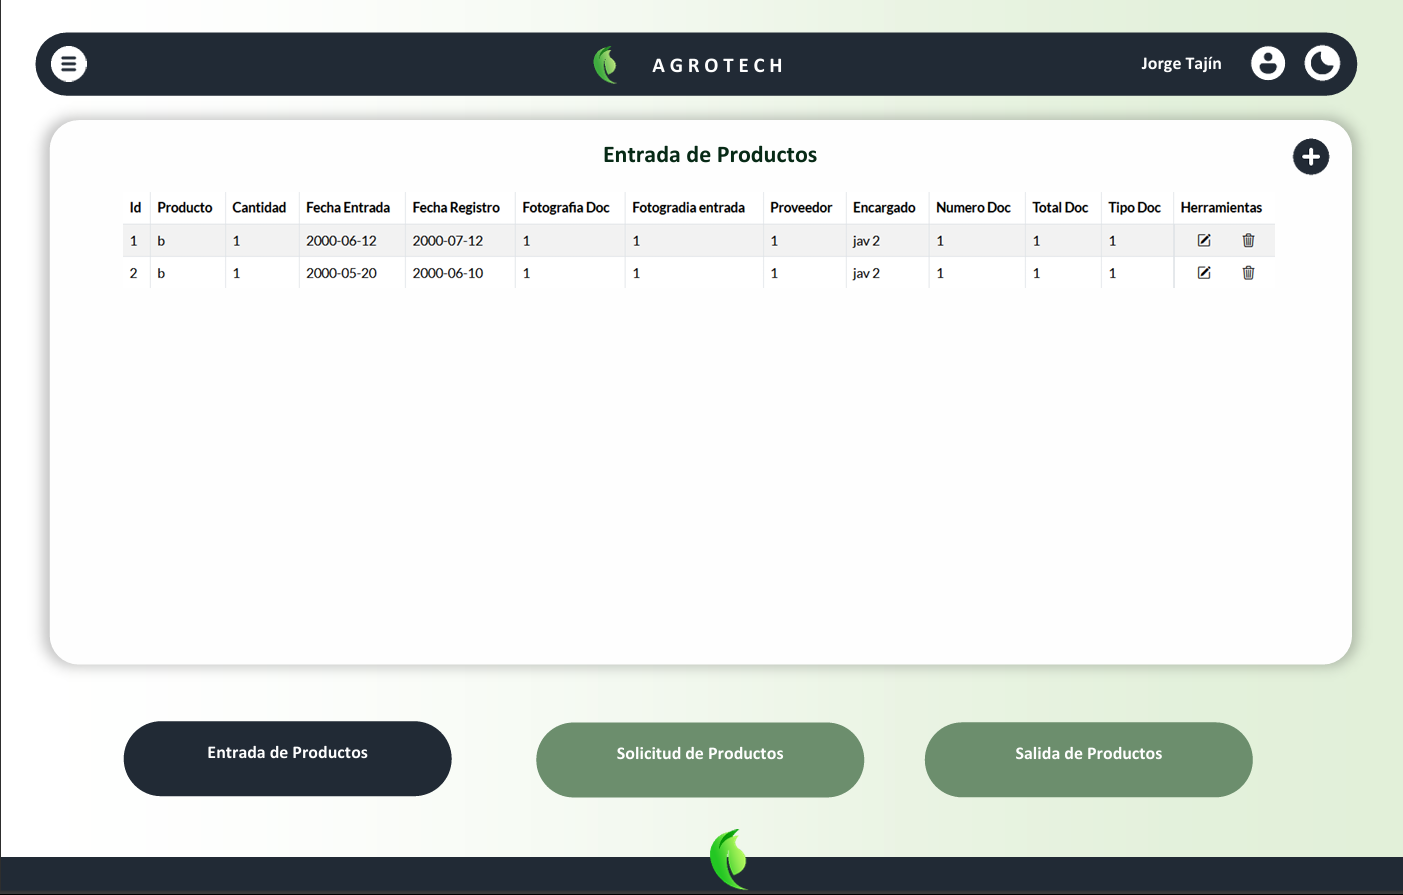 AGROTECH
Jorge Tajín
Entrada de Productos
Id Producto Cantidad Fecha Entrada Fecha Registro Fotografia Doc Fotogradia entrada Proveedor Encargado Numero Doc Total Doc Tipo Doc Herramientas
1 b 1 2000-06-12 2000-07-12 1 1 1 jav 2 1 1 1
2 b 1 2000-05-20 2000-06-10 1 1 1 jav 2 1 1 1
Entrada de Productos
Solicitud de Productos
Salida de Productos